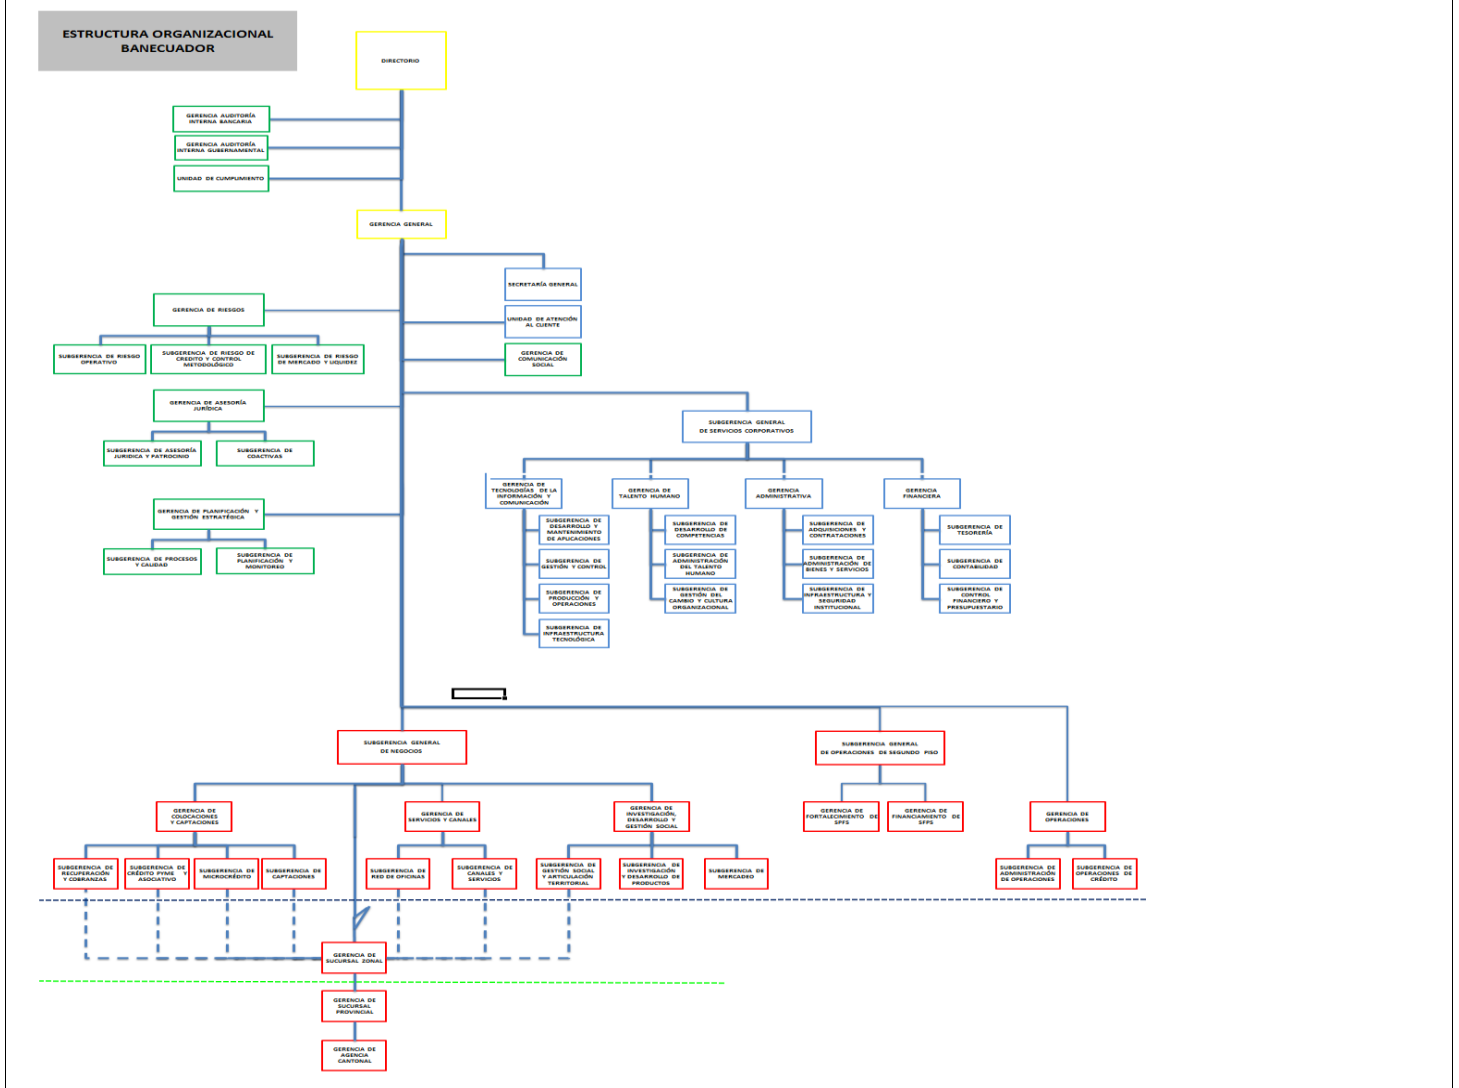 ESTRUCTURA ORGANIZACIONAL
BANECUADOR
DIRECTORIO
GERENCIA AUDITORÍA
INTERNA BANCARIA
GERENCIA AUDITORÍA
INTERNA GUBERNAMENTAL
UNIDAD DE CUMPLIMIENTO
GERENCIA GENERAL
SECRETARÍA GENERAL
UNIDAD DE ATENCIÓN
AL CLIENTE
GERENCIA DE
COMUNICACIÓN
SOCIAL
GERENCIA DE RIESGOS
SUBGERENCIA DE RIESGO
OPERATIVO
SUBGERENCIA DE RIESGO DE
CREDITO Y CONTROL
METODOLÓGICO
SUBGERENCIA DE RIESGO
DE MERCADO Y LIQUIDEZ
GERENCIA DE ASESORÍA
JURÍDICA
SUBGERENCIA DE ASESORÍA
JURIDICA Y PATROCINIO
SUBGERENCIA DE
COACTIVAS
GERENCIA DE PLANIFICACIÓN Y
GESTIÓN ESTRATÉGICA
SUBGERENCIA DE PROCESOS
Y CALIDAD
SUBGERENCIA DE
PLANIFICACIÓN Y
MONITOREO
SUBGERENCIA GENERAL
DE SERVICIOS CORPORATIVOS
GERENCIA DE
TECNOLOGÍAS DE LA
INFORMACIÓN Y
COMUNICACIÓN
SUBGERENCIA DE
DESARROLLO Y
MANTENIMIENTO
DE APLICACIONES
SUBGERENCIA DE
GESTIÓN Y CONTROL
SUBGERENCIA DE
PRODUCCIÓN Y
OPERACIONES
SUBGERENCIA DE
INFRAESTRUCTURA
TECNOLÓGICA
GERENCIA DE
TALENTO HUMANO
SUBGERENCIA DE
DESARROLLO DE
COMPETENCIAS
SUBGERENCIA DE
ADMINISTRACIÓN
DEL TALENTO
HUMANO
SUBGERENCIA DE
GESTIÓN DEL
CAMBIO Y CULTURA
ORGANIZACIONAL
GERENCIA
ADMINISTRATIVA
SUBGERENCIA DE
ADQUISICIONES Y
CONTRATACIONES
SUBGERENCIA DE
ADMINISTRACIÓN DE
BIENES Y SERVICIOS
SUBGERENCIA DE
INFRAESTRUCTURA Y
SEGURIDAD
INSTITUCIONAL
GERENCIA
FINANCIERA
SUBGERENCIA DE
TESORERÍA
SUBGERENCIA DE
CONTABILIDAD
SUBGERENCIA DE
CONTROL
FINANCIERO Y
PRESUPUESTARIO
SUBGERENCIA GENERAL
DE NEGOCIOS
SUBGERENCIA GENERAL
DE OPERACIONES DE SEGUNDO PISO
GERENCIA DE
COLOCACIONES
Y CAPTACIONES
GERENCIA DE
SERVICIOS Y CANALES
GERENCIA DE
INVESTIGACIÓN,
DESARROLLO Y
GESTIÓN SOCIAL
GERENCIA DE
FORTALECIMIENTO DE
SFPS
GERENCIA DE
FINANCIAMIENTO DE
SFPS
GERENCIA DE
OPERACIONES
SUBGERENCIA DE
RECUPERACIÓN
Y COBRANZAS
SUBGERENCIA DE
CRÉDITO PYME Y
ASOCIATIVO
SUBGERENCIA DE
MICROCRÉDITO
SUBGERENCIA DE
CAPTACIONES
SUBGERENCIA DE
RED DE OFICINAS
SUBGERENCIA DE
CANALES Y
SERVICIOS
SUBGERENCIA DE
GESTIÓN SOCIAL
Y ARTICULACIÓN
TERRITORIAL
SUBGERENCIA DE
INVESTIGACIÓN
Y DESARROLLO DE
PRODUCTOS
SUBGERENCIA DE
MERCADEO
SUBGERENCIA DE
ADMINISTRACIÓN
DE OPERACIONES
SUBGERENCIA DE
OPERACIONES DE
CRÉDITO
GERENCIA DE
SUCURSAL ZONAL
GERENCIA DE
SUCURSAL
PROVINCIAL
GERENCIA DE
AGENCIA
CANTONAL